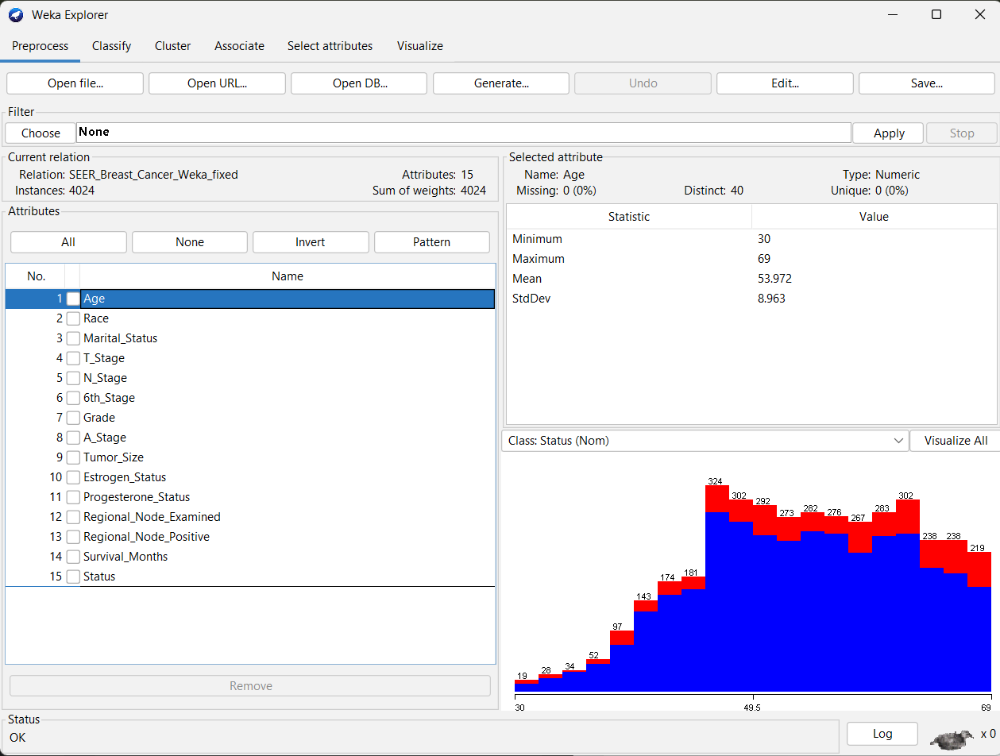 Weka Explorer
Preprocess Classify Cluster Associate Select attributes Visualize
Open file... Open URL... Open DB... Generate... Undo Edit... Save...
Filter
Choose None Apply Stop
Current relation
Relation: SEER_Breast_Cancer_Weka_fixed Attributes: 15
Instances: 4024 Sum of weights: 4024
Attributes
All None Invert Pattern
No. Name
1 Age
2 Race
3 Marital_Status
4 T_Stage
5 N_Stage
6 6th_Stage
7 Grade
8 A_Stage
9 Tumor_Size
10 Estrogen_Status
11 Progesterone_Status
12 Regional_Node_Examined
13 Regional_Node_Positive
14 Survival_Months
15 Status
Remove
Selected attribute
Name: Age Type: Numeric
Missing: 0 (0%) Distinct: 40 Unique: 0 (0%)
Statistic Value
Minimum 30
Maximum 69
Mean 53.972
StdDev 8.963
Class: Status (Nom) Visualize All
19 28 34 52 97 143 174 181 324 302 292 273 282 276 267 283 302 238 238 219
30 49.5 69
Status
OK Log x 0